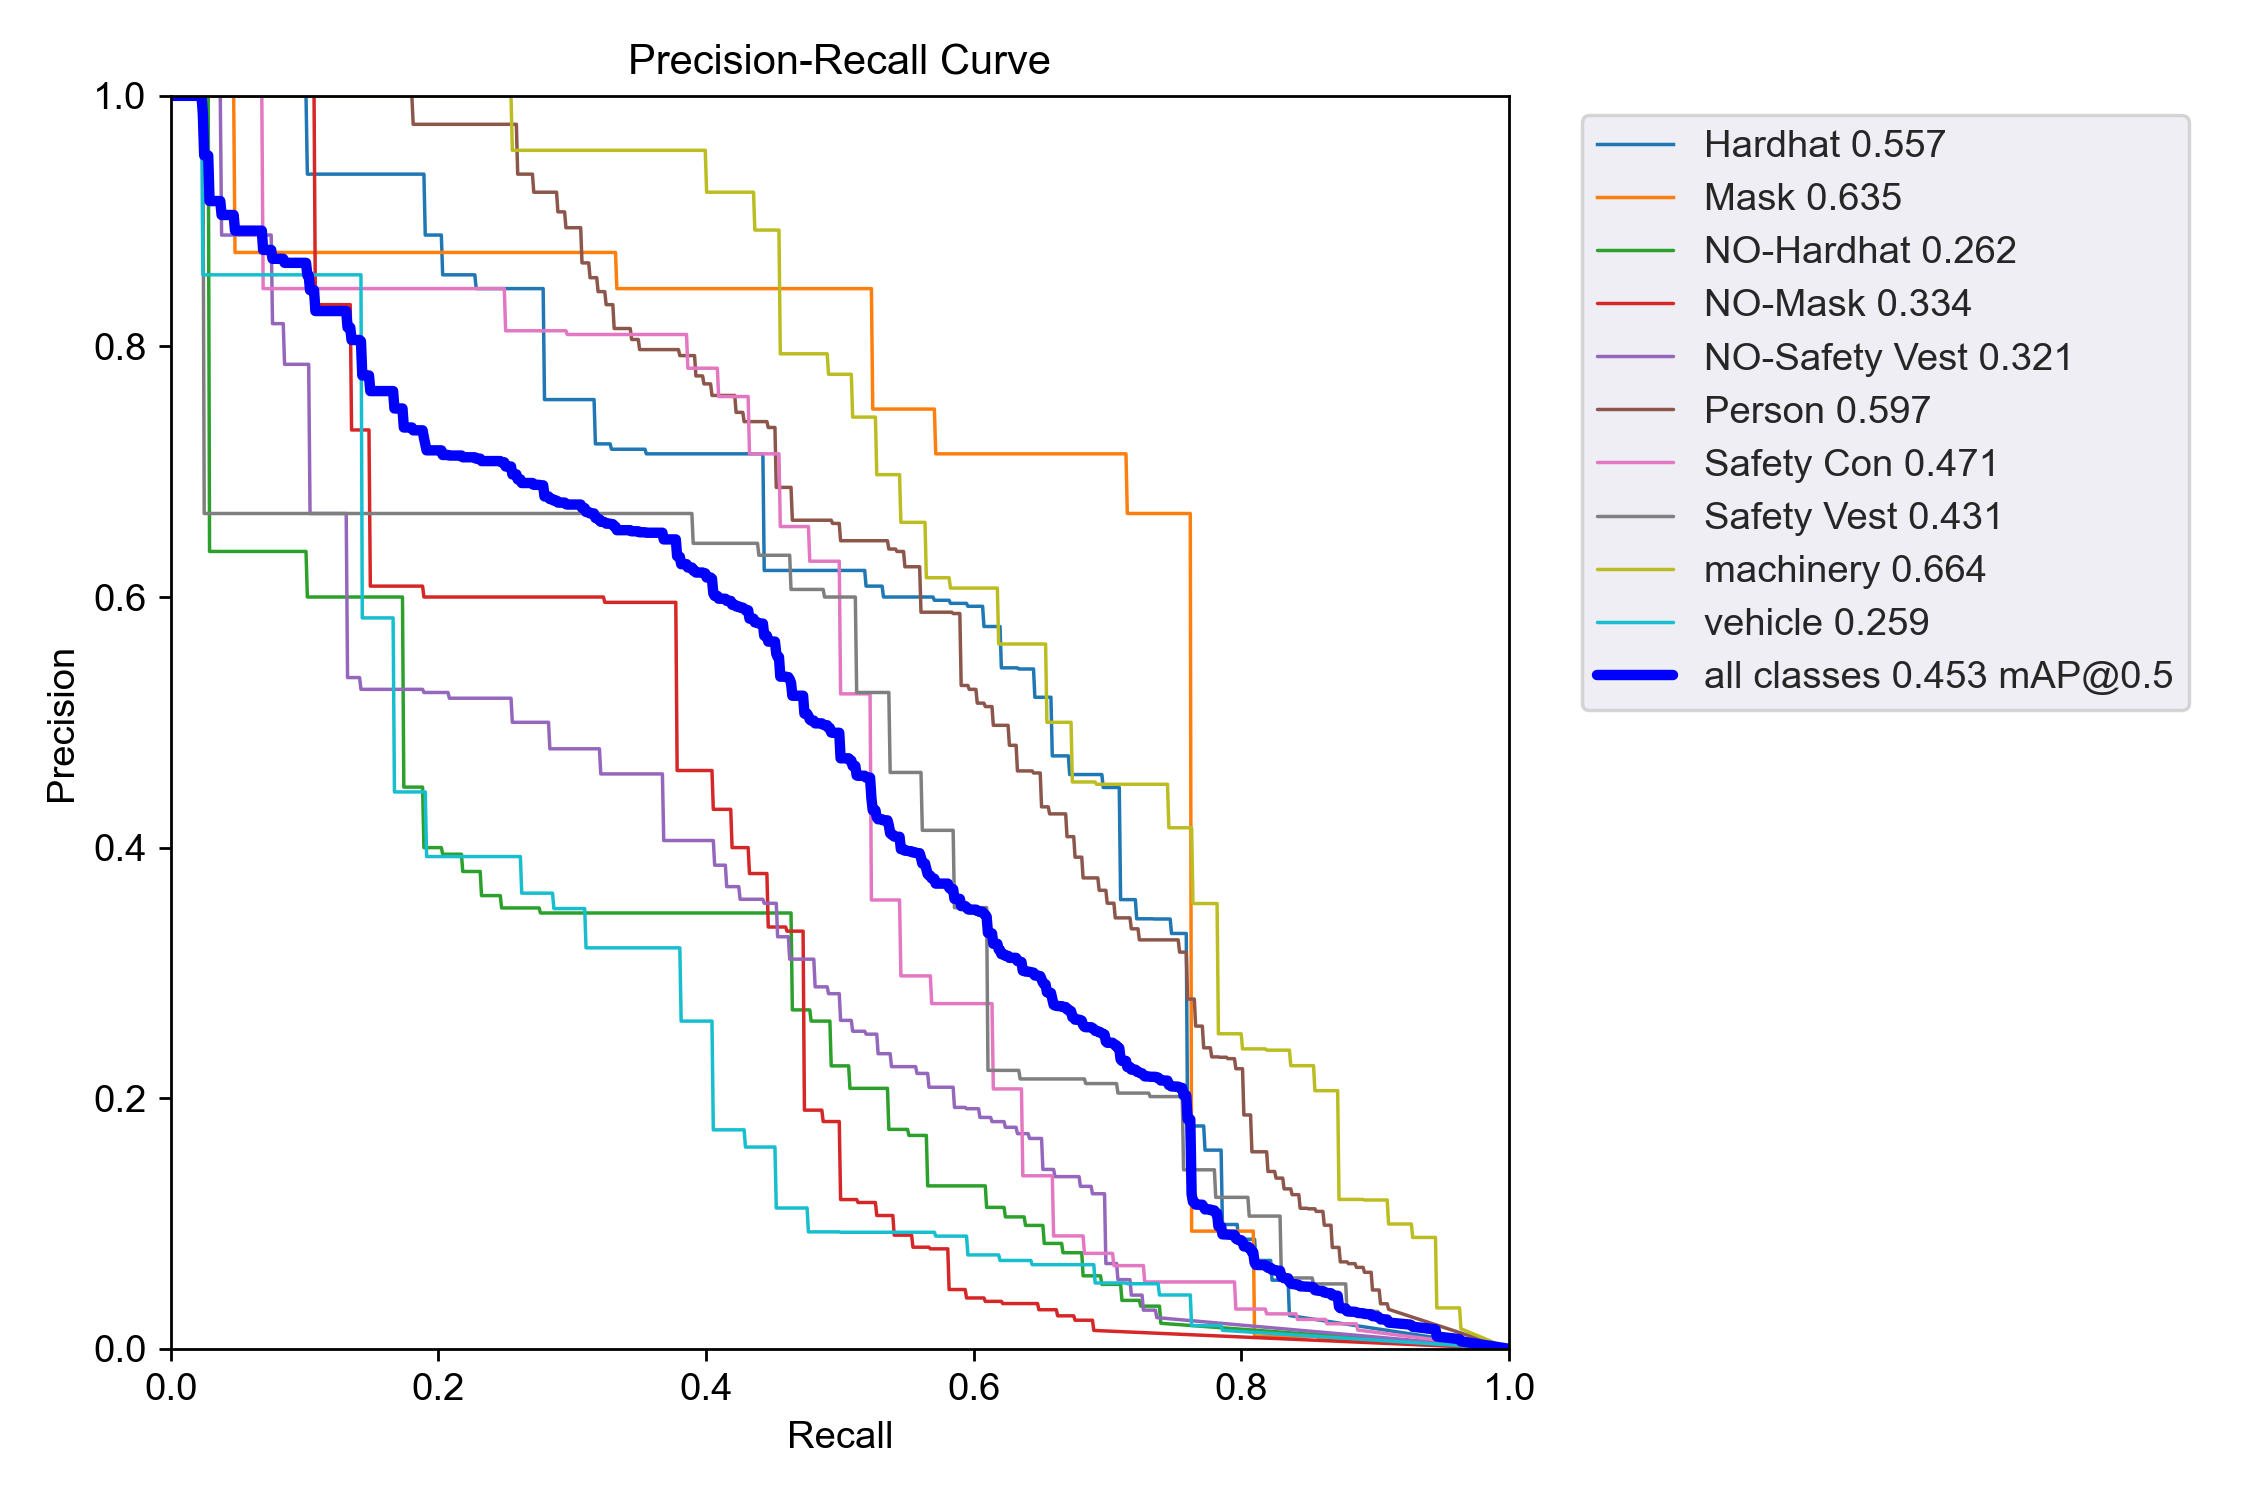 Precision-Recall Curve
1.0
0.8
0.6
0.4
0.2
0.0
Precision
0.0 0.2 0.4 0.6 0.8 1.0
Recall
Hardhat 0.557
Mask 0.635
NO-Hardhat 0.262
NO-Mask 0.334
NO-Safety Vest 0.321
Person 0.597
Safety Con 0.471
Safety Vest 0.431
machinery 0.664
vehicle 0.259
all classes 0.453 mAP@0.5